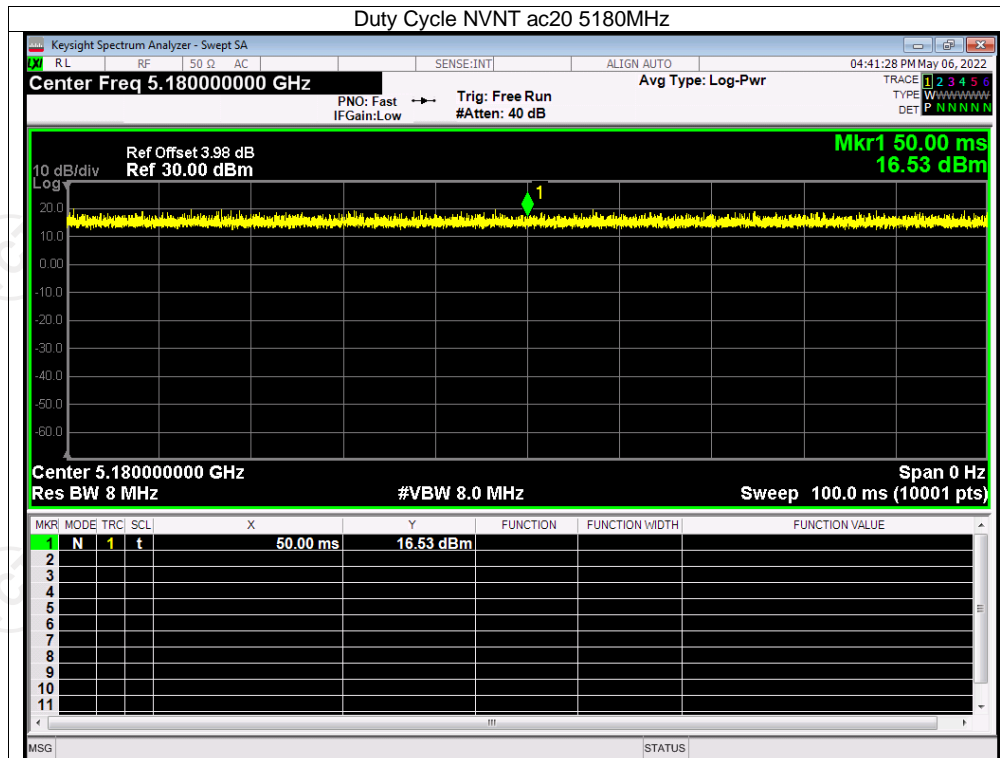 Duty Cycle NVNT ac20 5180MHz
Keysight Spectrum Analyzer - Swept SA
LXI RL RF 50 Ω AC SENSE:INT ALIGN AUTO 04:41:28 PM May 06, 2022
Center Freq 5.180000000 GHz Avg Type: Log-Pwr TRACE 1 2 3 4 5 6
PNO: Fast Trig: Free Run TYPE WWWWWW
IFGain:Low #Atten: 40 dB DET P N N N N N
Mkr1 50.00 ms
Ref Offset 3.98 dB
10 dB/div Ref 30.00 dBm 16.53 dBm
Log
1
20.0
10.0
0.00
-10.0
-20.0
-30.0
-40.0
-50.0
-60.0
Center 5.180000000 GHz Span 0 Hz
Res BW 8 MHz #VBW 8.0 MHz Sweep 100.0 ms (10001 pts)
MKR MODE TRC SCL X Y FUNCTION FUNCTION WIDTH FUNCTION VALUE
1 N 1 t 50.00 ms 16.53 dBm
2
3
4
5
6
7
8
9
10
11
MSG STATUS